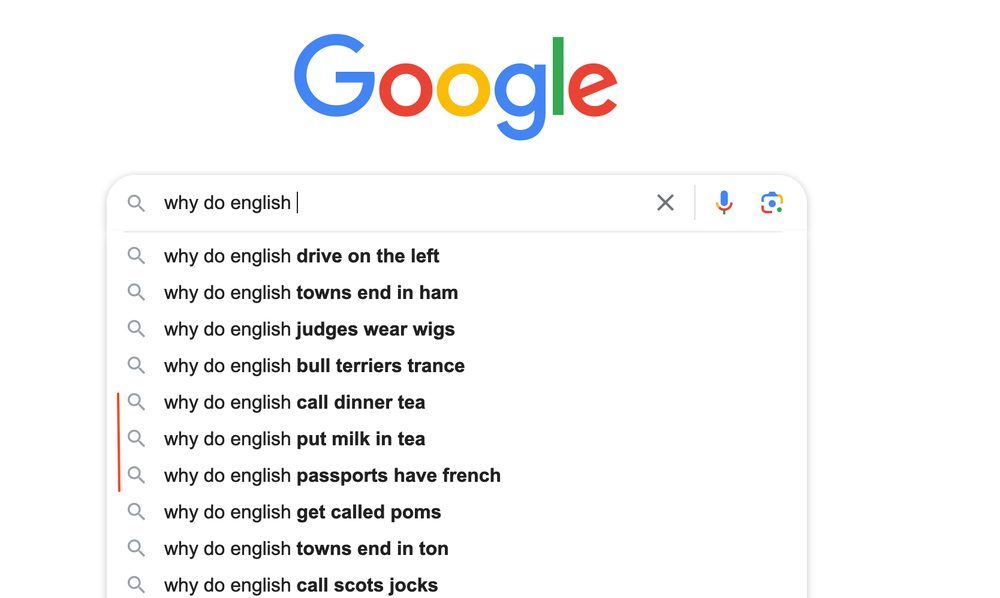 Google
why do english
why do english drive on the left
why do english towns end in ham
why do english judges wear wigs
why do english bull terriers trance
why do english call dinner tea
why do english put milk in tea
why do english passports have french
why do english get called poms
why do english towns end in ton
why do english call scots jocks